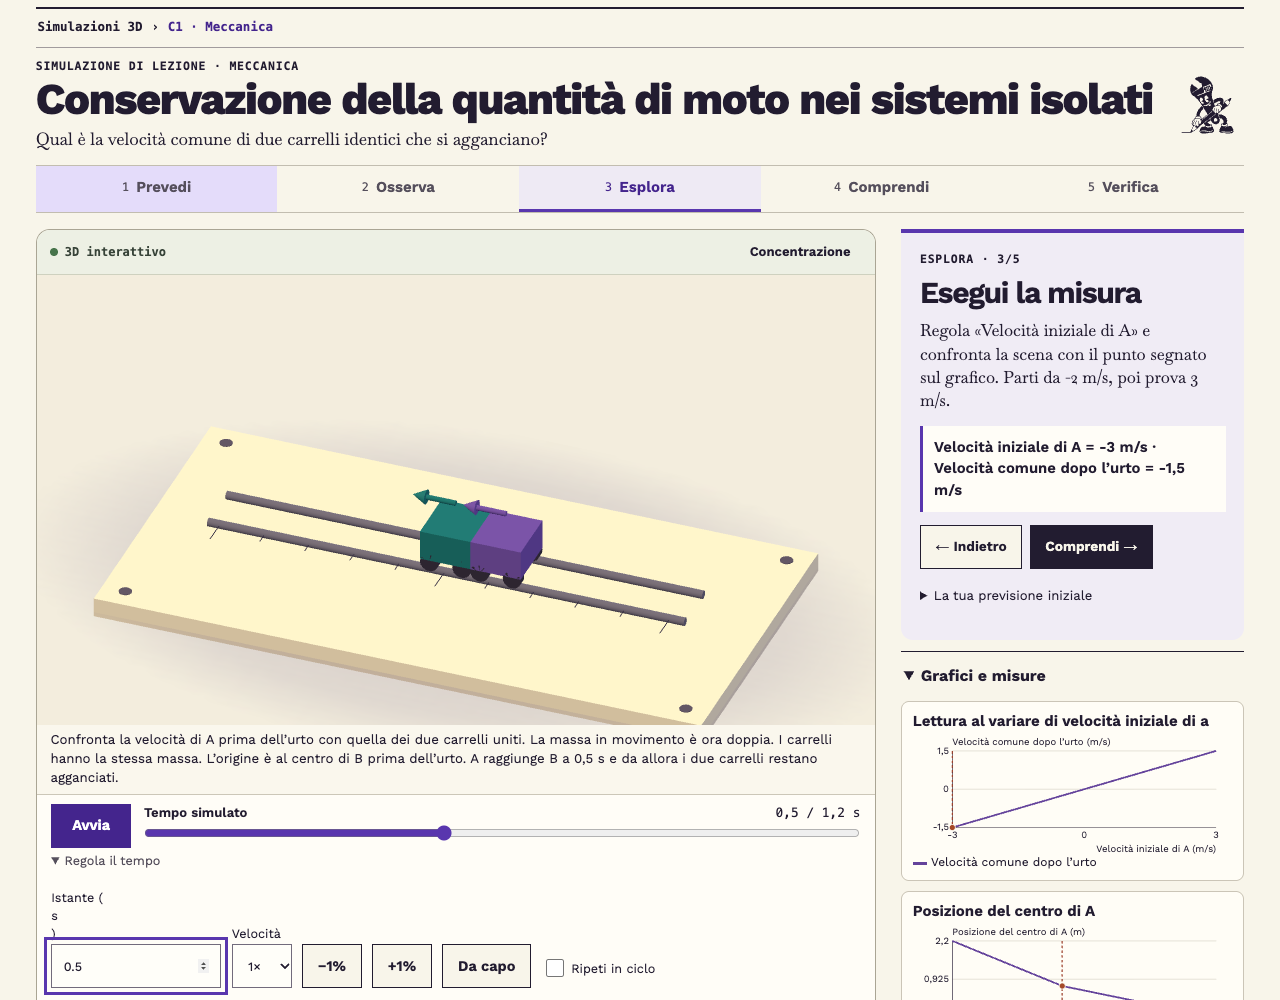 Simulazioni 3D › C1 · Meccanica
SIMULAZIONE DI LEZIONE · MECCANICA
Conservazione della quantità di moto nei sistemi isolati
Qual è la velocità comune di due carrelli identici che si agganciano?
1 Prevedi
2 Osserva
3 Esplora
4 Comprendi
5 Verifica
3D interattivo
Concentrazione
Confronta la velocità di A prima dell’urto con quella dei due carrelli uniti. La massa in movimento è ora doppia. I carrelli
hanno la stessa massa. L’origine è al centro di B prima dell’urto. A raggiunge B a 0,5 s e da allora i due carrelli restano
agganciati.
Avvia
Tempo simulato
0,5 / 1,2 s
▼ Regola il tempo
Istante (
s
)
Velocità
0.5
1×
−1%
+1%
Da capo
Ripeti in ciclo
ESPLORA · 3/5
Esegui la misura
Regola «Velocità iniziale di A» e
confronta la scena con il punto segnato
sul grafico. Parti da -2 m/s, poi prova 3
m/s.
Velocità iniziale di A = -3 m/s ·
Velocità comune dopo l’urto = -1,5
m/s
← Indietro
Comprendi →
▶ La tua previsione iniziale
▼ Grafici e misure
Lettura al variare di velocità iniziale di a
Velocità comune dopo l’urto (m/s)
1,5
0
-1,5
-3
0
3
Velocità iniziale di A (m/s)
Velocità comune dopo l’urto
Posizione del centro di A
Posizione del centro di A (m)
2,2
0,925